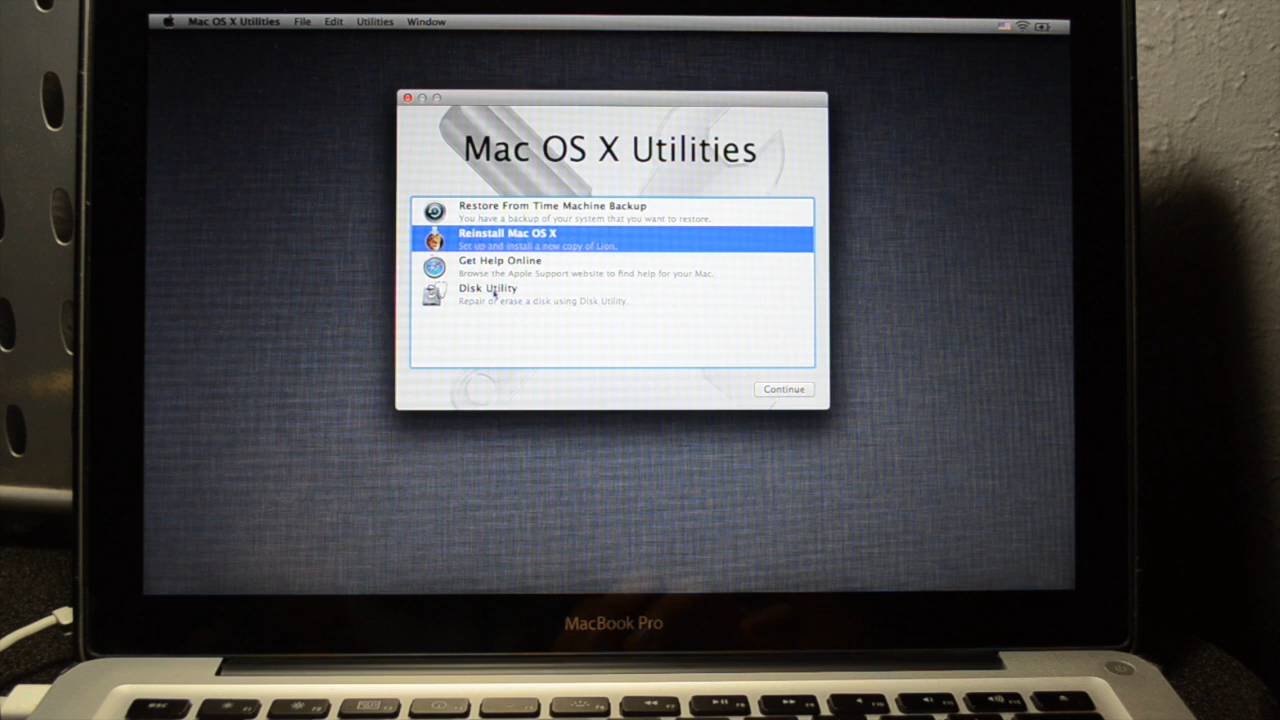 Mac OS X Utilities File Edit Utilities Window
Mac OS X Utilities
Restore From Time Machine Backup
You have a backup of your system that you want to restore.
Reinstall Mac OS X
Set up and install a new copy of Lion.
Get Help Online
Browse the Apple Support website to find help for your Mac.
Disk Utility
Repair or erase a disk using Disk Utility.
Continue
MacBook Pro
esc